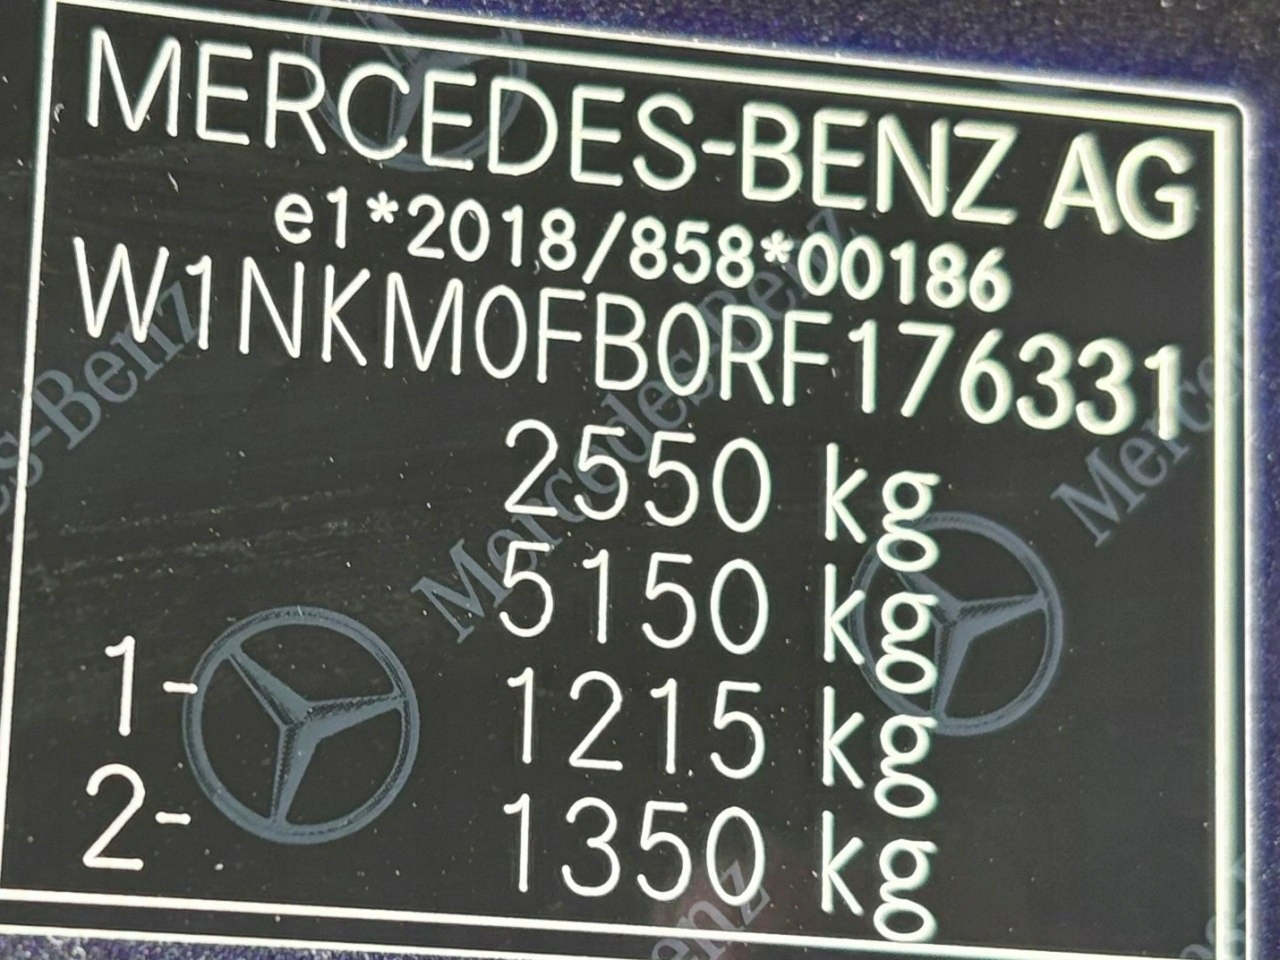 MERCEDES-BENZ AG
e1*2018/858*00186
W1NKM0FB0RF176331
2550 kg
5150 kg
1- 1215 kg
2- 1350 kg